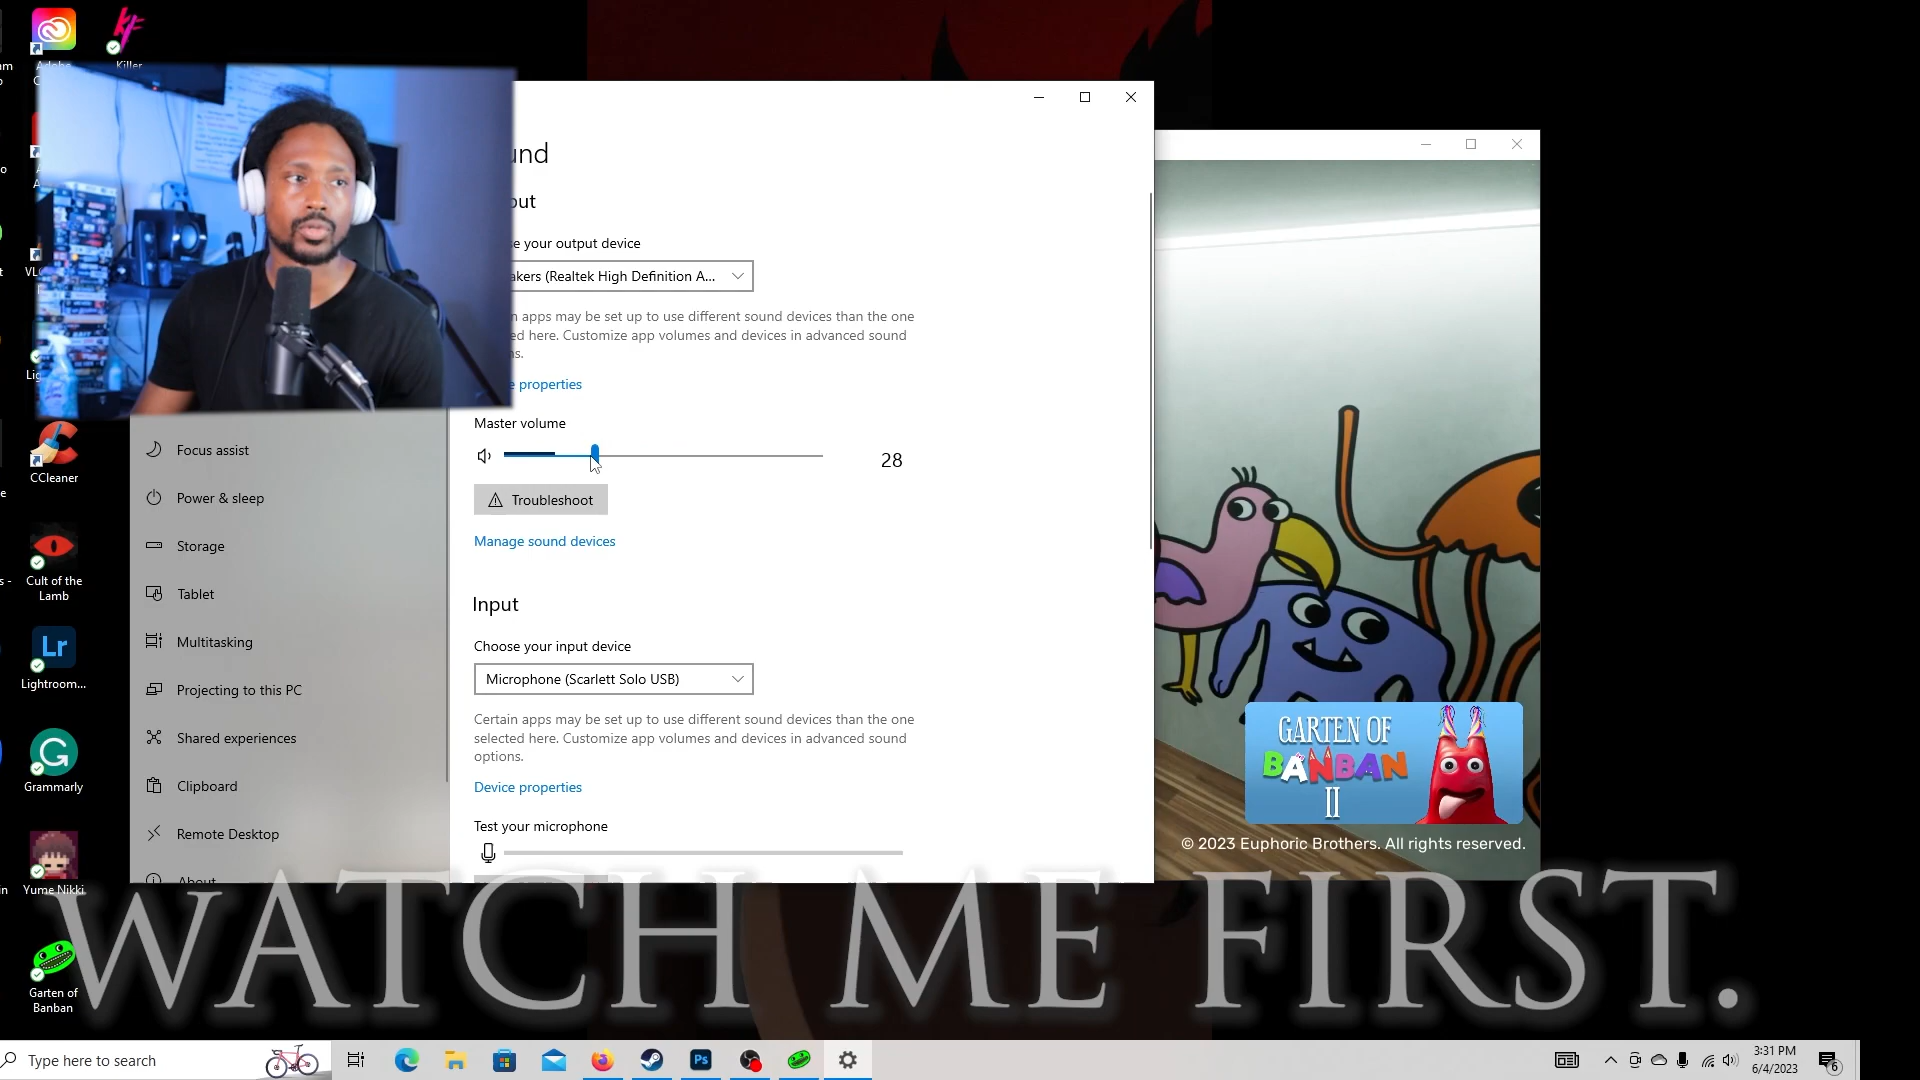 Killer
und
out
e your output device
akers (Realtek High Definition A...
n apps may be set up to use different sound devices than the one
ed here. Customize app volumes and devices in advanced sound
ns.
e properties
Master volume
28
Troubleshoot
Manage sound devices
Input
Choose your input device
Microphone (Scarlett Solo USB)
Certain apps may be set up to use different sound devices than the one
selected here. Customize app volumes and devices in advanced sound
options.
Device properties
Test your microphone
Focus assist
Power & sleep
Storage
Tablet
Multitasking
Projecting to this PC
Shared experiences
Clipboard
Remote Desktop
About
CCleaner
Cult of the
Lamb
Lr
Lightroom...
Grammarly
Yume Nikki
Garten of
Banban
GARTEN OF
BANBAN
II
© 2023 Euphoric Brothers. All rights reserved.
WATCH ME FIRST.
Type here to search
Ps
3:31 PM
6/4/2023
6